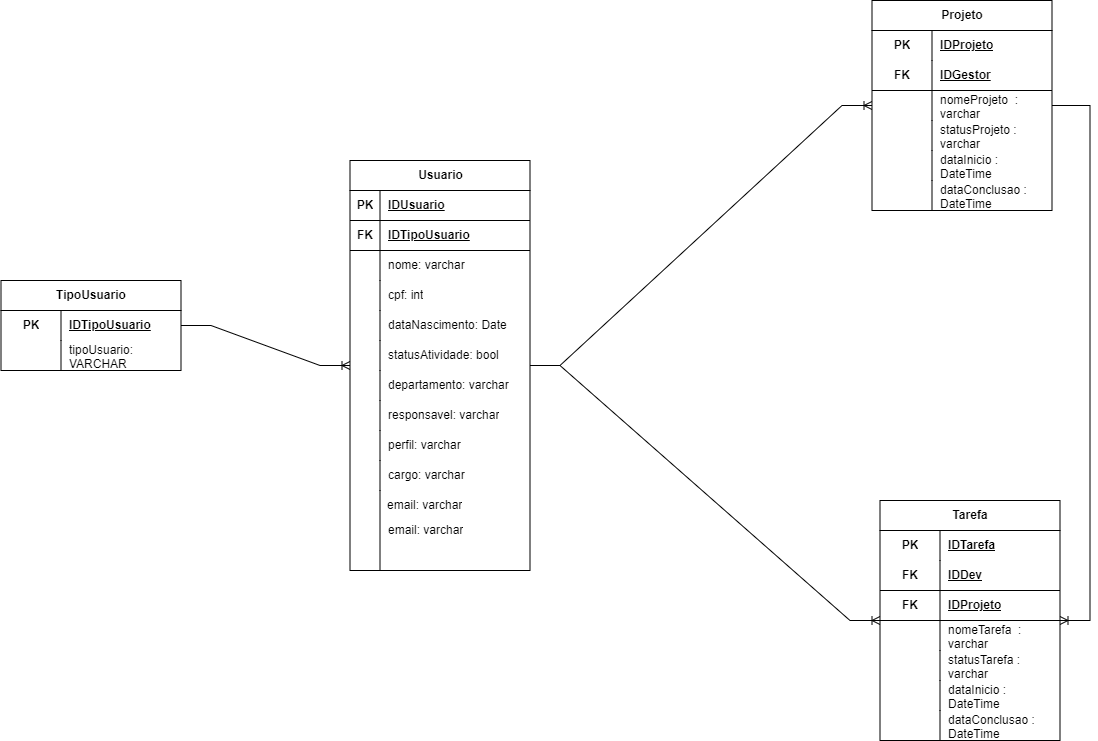 Projeto
PK IDProjeto
FK IDGestor
nomeProjeto :
varchar
statusProjeto :
varchar
dataInicio :
DateTime
dataConclusao :
DateTime
Usuario
PK IDUsuario
FK IDTipoUsuario
nome: varchar
cpf: int
dataNascimento: Date
statusAtividade: bool
departamento: varchar
responsavel: varchar
perfil: varchar
cargo: varchar
email: varchar
email: varchar
TipoUsuario
PK IDTipoUsuario
tipoUsuario:
VARCHAR
Tarefa
PK IDTarefa
FK IDDev
FK IDProjeto
nomeTarefa :
varchar
statusTarefa :
varchar
dataInicio :
DateTime
dataConclusao :
DateTime